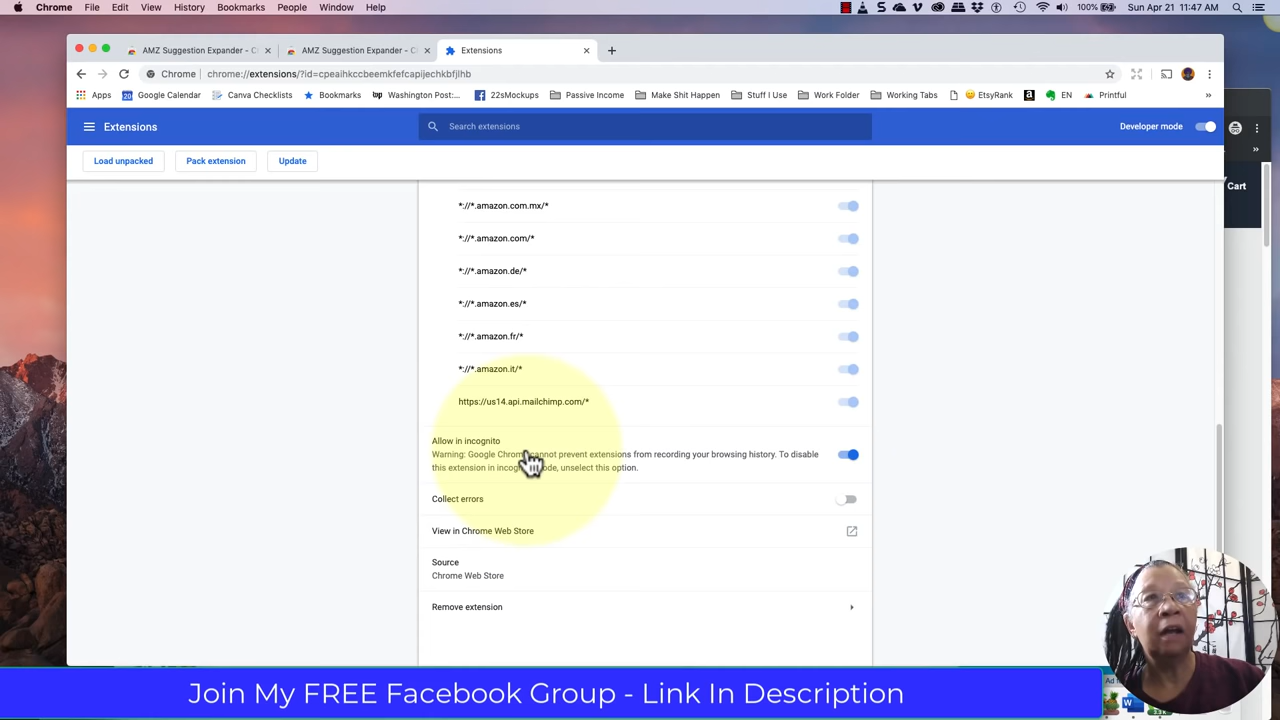 Chrome File Edit View History Bookmarks People Window Help 100% Sun Apr 21 11:47 AM
AMZ Suggestion Expander - C AMZ Suggestion Expander - C Extensions
Chrome chrome://extensions/?id=cpeaihkccbeemkfefcapijechkbfjlhb
Apps Google Calendar Canva Checklists Bookmarks Washington Post:... 22sMockups Passive Income Make Shit Happen Stuff I Use Work Folder Working Tabs EtsyRank EN Printful
Extensions Search extensions Developer mode
Load unpacked Pack extension Update
Cart
*://*.amazon.com.mx/*
*://*.amazon.com/*
*://*.amazon.de/*
*://*.amazon.es/*
*://*.amazon.fr/*
*://*.amazon.it/*
https://us14.api.mailchimp.com/*
Allow in incognito
Warning: Google Chrome cannot prevent extensions from recording your browsing history. To disable
this extension in incognito mode, unselect this option.
Collect errors
View in Chrome Web Store
Source
Chrome Web Store
Remove extension
Join My FREE Facebook Group - Link In Description